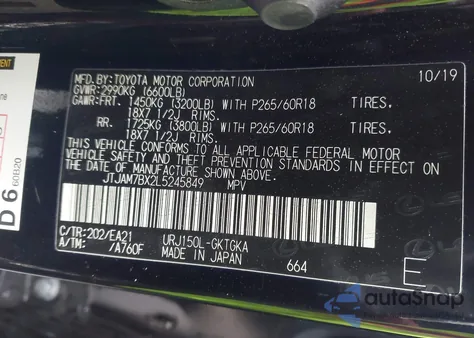 MFD.BY:TOYOTA MOTOR CORPORATION 10/19
GVWR:2990KG (6600LB)
GAWR:FRT. 1450KG (3200LB) WITH P265/60R18 TIRES.
18X7 1/2J RIMS.
RR. 1725KG (3800LB) WITH P265/60R18 TIRES.
18X7 1/2J RIMS.
THIS VEHICLE CONFORMS TO ALL APPLICABLE FEDERAL MOTOR
VEHICLE SAFETY AND THEFT PREVENTION STANDARDS IN EFFECT ON
THE DATE OF MANUFACTURE SHOWN ABOVE.
JTJAM7BX2L5245849 MPV
C/TR:202/EA21 URJ150L-GKTGKA
A/TM: /A760F MADE IN JAPAN 664
E
D6
60B20
autoSnap